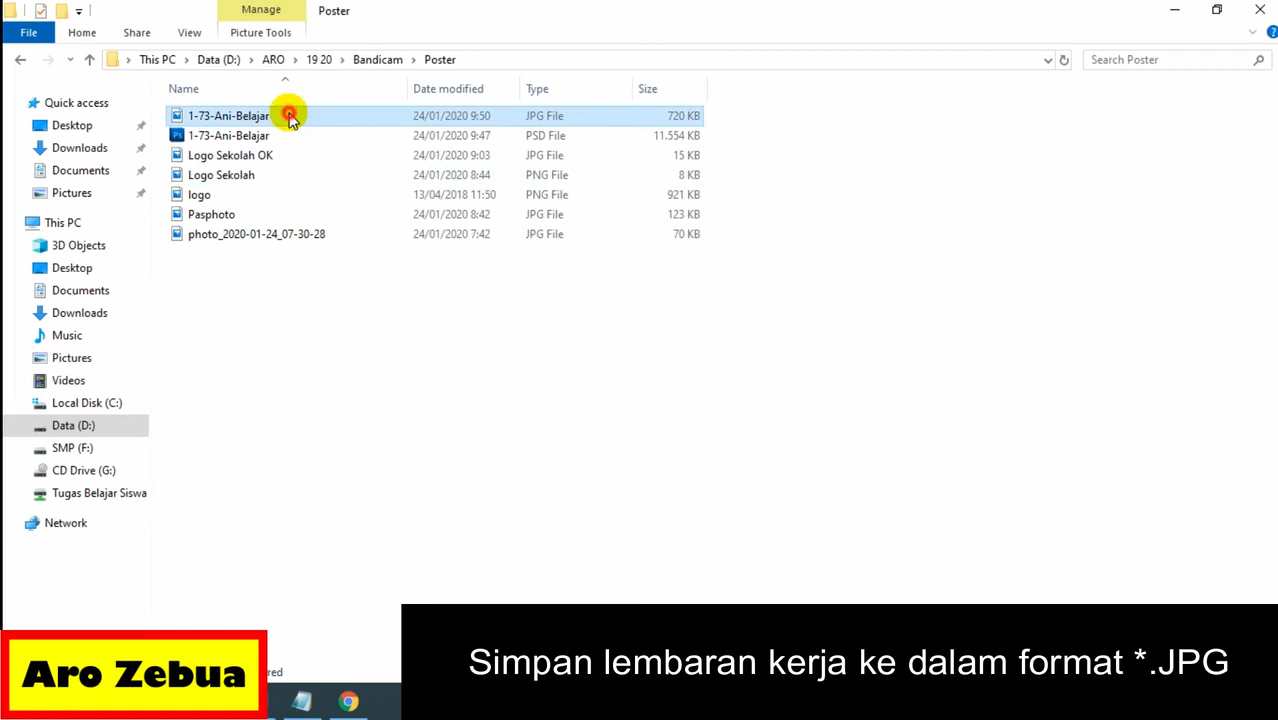 Manage
Poster
File
Home
Share
View
Picture Tools
This PC
Data (D:)
ARO
19 20
Bandicam
Poster
Search Poster
Name
Date modified
Type
Size
1-73-Ani-Belajar
24/01/2020 9:50
JPG File
720 KB
1-73-Ani-Belajar
24/01/2020 9:47
PSD File
11.554 KB
Logo Sekolah OK
24/01/2020 9:03
JPG File
15 KB
Logo Sekolah
24/01/2020 8:44
PNG File
8 KB
logo
13/04/2018 11:50
PNG File
921 KB
Pasphoto
24/01/2020 8:42
JPG File
123 KB
photo_2020-01-24_07-30-28
24/01/2020 7:42
JPG File
70 KB
Quick access
Desktop
Downloads
Documents
Pictures
This PC
3D Objects
Desktop
Documents
Downloads
Music
Pictures
Videos
Local Disk (C:)
Data (D:)
SMP (F:)
CD Drive (G:)
Tugas Belajar Siswa
Network
Aro Zebua
Simpan lembaran kerja ke dalam format *.JPG